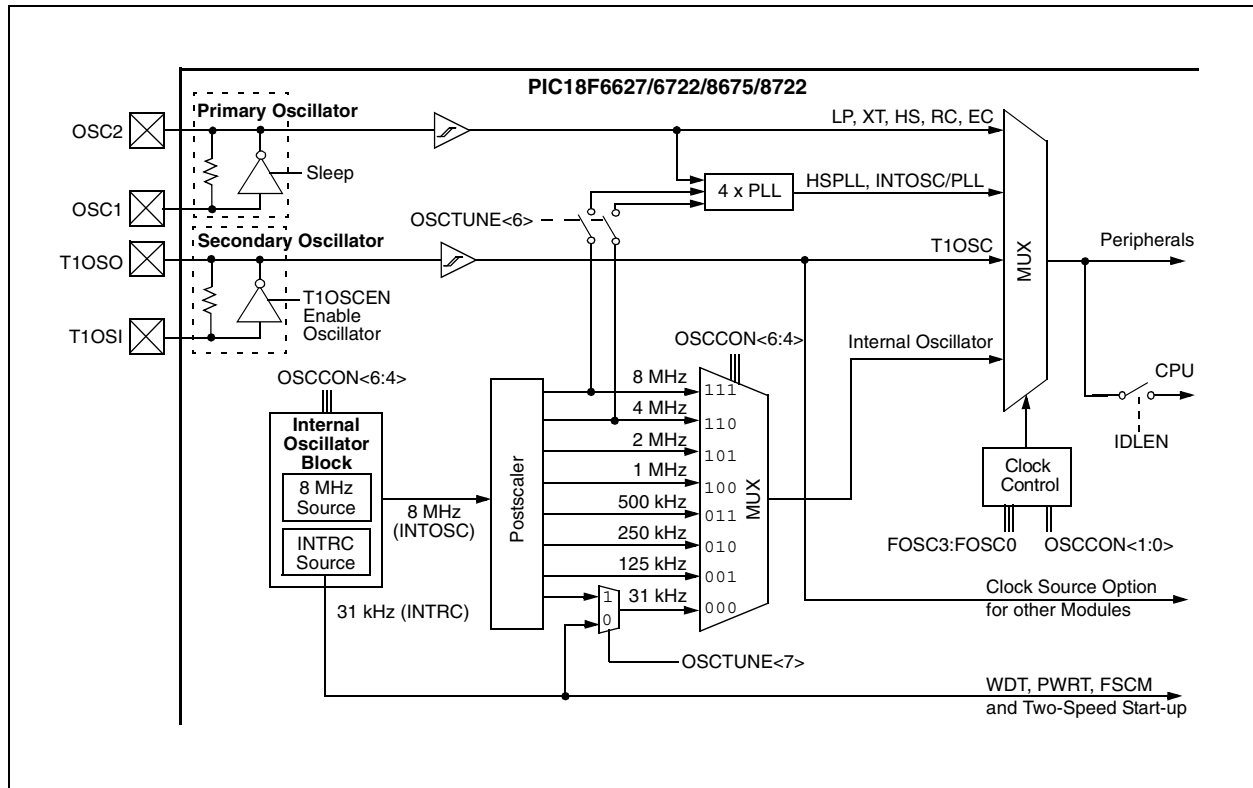 PIC18F6627/6722/8675/8722
Primary Oscillator
OSC2
Sleep
OSC1
LP, XT, HS, RC, EC
4 x PLL
HSPLL, INTOSC/PLL
OSCTUNE<6>
Secondary Oscillator
T1OSO
T1OSCEN
Enable
Oscillator
T1OSI
T1OSC
MUX
Peripherals
Internal Oscillator
CPU
IDLEN
Clock
Control
FOSC3:FOSC0
OSCCON<1:0>
OSCCON<6:4>
Internal
Oscillator
Block
8 MHz
Source
INTRC
Source
8 MHz
(INTOSC)
31 kHz (INTRC)
Postscaler
OSCCON<6:4>
8 MHz
111
4 MHz
110
2 MHz
101
1 MHz
100
500 kHz
011
250 kHz
010
125 kHz
001
1
0
31 kHz
000
MUX
OSCTUNE<7>
Clock Source Option
for other Modules
WDT, PWRT, FSCM
and Two-Speed Start-up